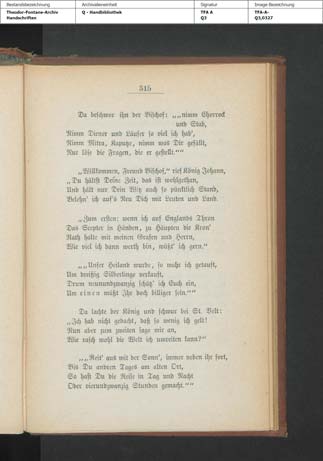 Bestandsbezeichnung
Archivaleinheit
Signatur
Image Bezeichnung
Theodor-Fontane-Archiv
Handschriften
Q - Handbibliothek
TFA A
Q3
TFA-A-
Q3,0327
315
Da beschwor ihn der Bischof: „„nimm Chorrock
und Stab,
Nimm Diener und Läufer so viel ich hab',
Nimm Mitra, Kapuze, nimm was Dir gefällt,
Nur löse die Fragen, die er gestellt.““
„Willkommen, Freund Bischof,“ rief König Johann,
„Du hältst Deine Zeit, das ist wohlgethan,
Und hält nur Dein Witz auch so pünktlich Stand,
Belehn' ich auf's Neu Dich mit Leuten und Land.
„Zum ersten: wenn ich auf Englands Thron
Das Scepter in Händen, zu Häupten die Kron'
Rath halte mit meinen Grafen und Herrn,
Wie viel ich dann werth bin, wüßt' ich gern.“
„„Unser Heiland wurde, so wahr ich getauft,
Um dreißig Silberlinge verkauft,
Drum neunundzwanzig schätz' ich Euch ein,
Um einen müßt Ihr doch billiger sein.““
Da lachte der König und schwur bei St. Velt:
„Ich hab nicht gedacht, daß so wenig ich gelt!
Nun aber zum zweiten sage mir an,
Wie rasch wohl die Welt ich umreiten kann?“
„„Reit' aus mit der Sonn', immer neben ihr fort,
Bis Du andren Tages am alten Ort,
So hast Du die Reise in Tag und Nacht
Oder vierundzwanzig Stunden gemacht.““